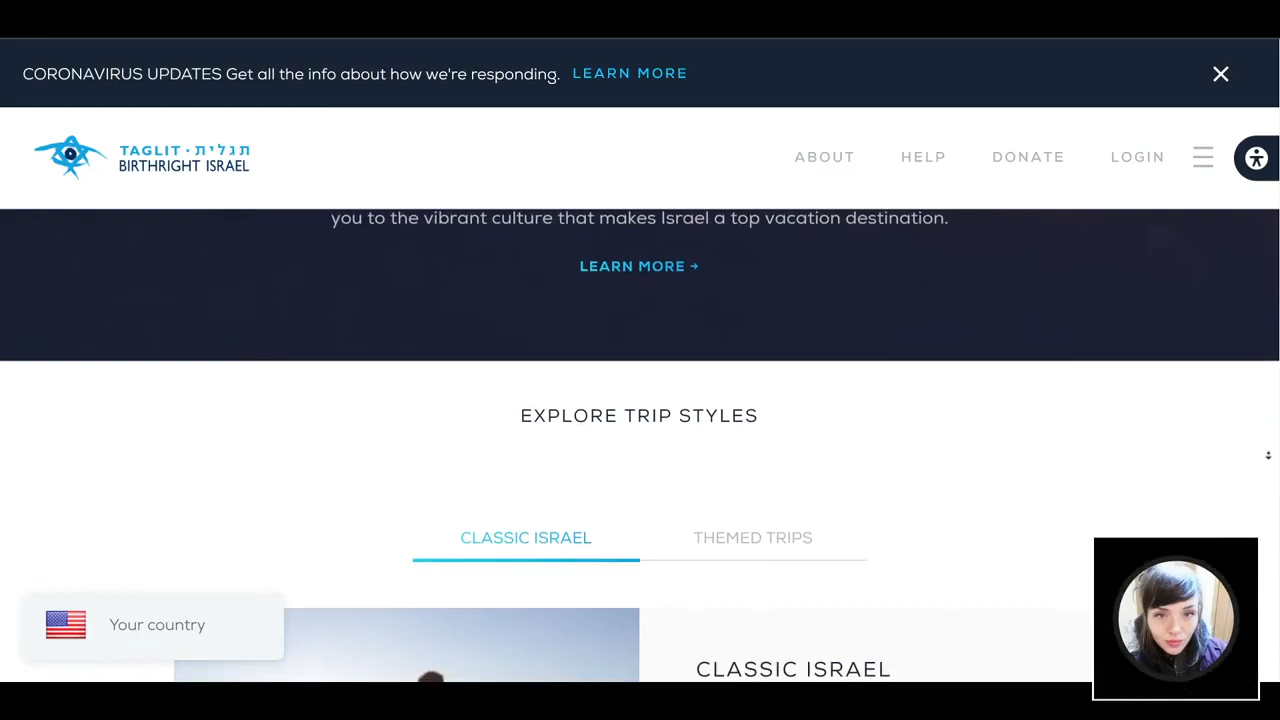 CORONAVIRUS UPDATES Get all the info about how we're responding. LEARN MORE
TAGLIT · תגלית
BIRTHRIGHT ISRAEL
ABOUT HELP DONATE LOGIN
you to the vibrant culture that makes Israel a top vacation destination.
LEARN MORE →
EXPLORE TRIP STYLES
CLASSIC ISRAEL THEMED TRIPS
Your country
CLASSIC ISRAEL